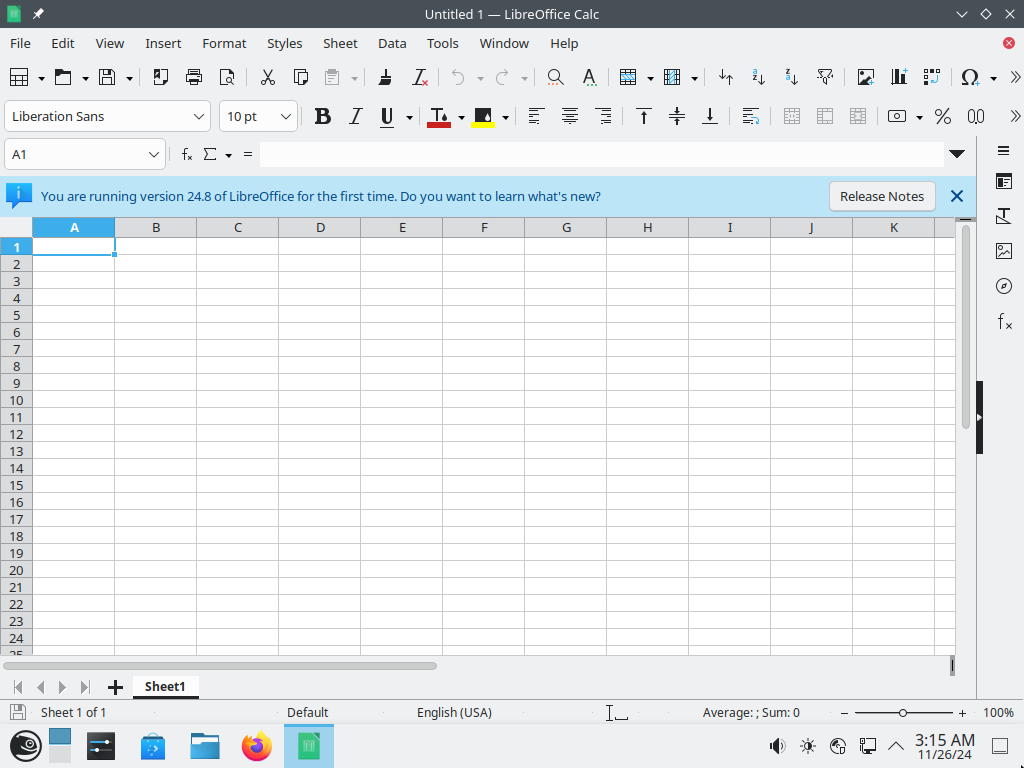 Untitled 1 — LibreOffice Calc
File Edit View Insert Format Styles Sheet Data Tools Window Help
Liberation Sans 10 pt
A1
You are running version 24.8 of LibreOffice for the first time. Do you want to learn what's new? Release Notes
A B C D E F G H I J K
1
2
3
4
5
6
7
8
9
10
11
12
13
14
15
16
17
18
19
20
21
22
23
24
25
Sheet1
Sheet 1 of 1 Default English (USA) Average: ; Sum: 0 100%
3:15 AM
11/26/24